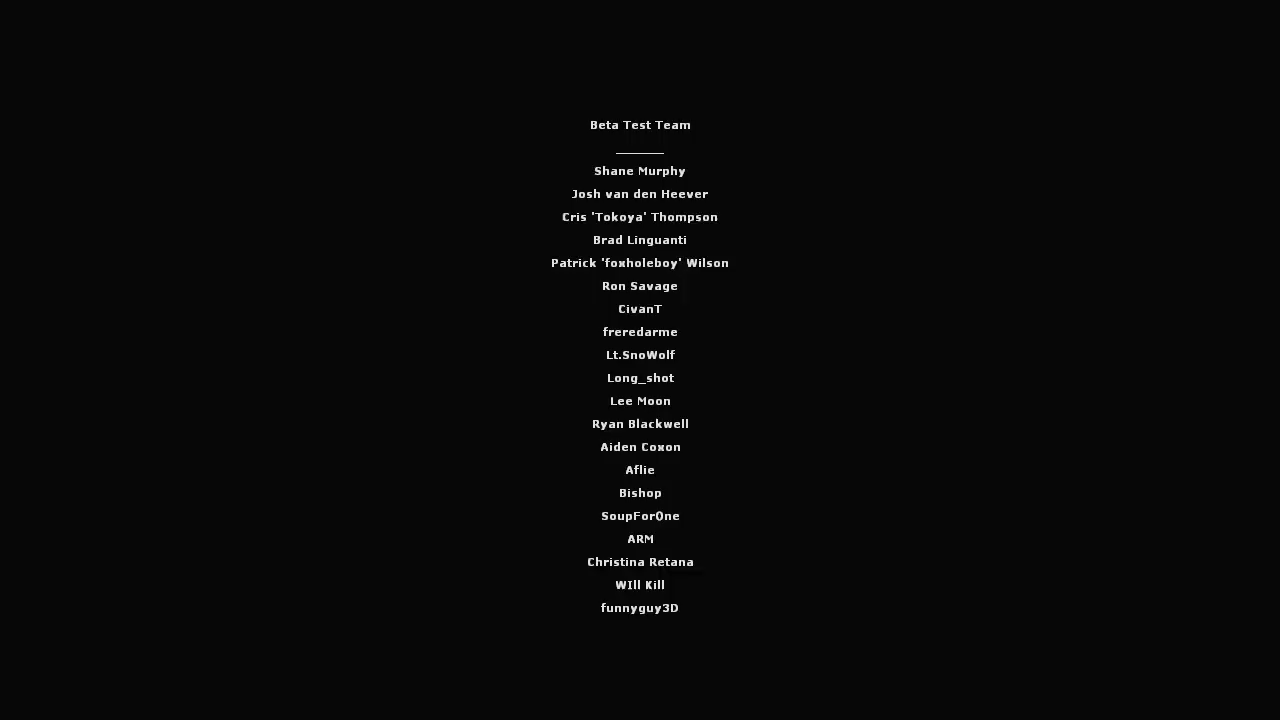 Beta Test Team
Shane Murphy
Josh van den Heever
Cris 'Tokoya' Thompson
Brad Linguanti
Patrick 'foxholeboy' Wilson
Ron Savage
CivanT
freredarme
Lt.SnoWolf
Long_shot
Lee Moon
Ryan Blackwell
Aiden Coxon
Aflie
Bishop
SoupForOne
ARM
Christina Retana
WIll Kill
funnyguy3D